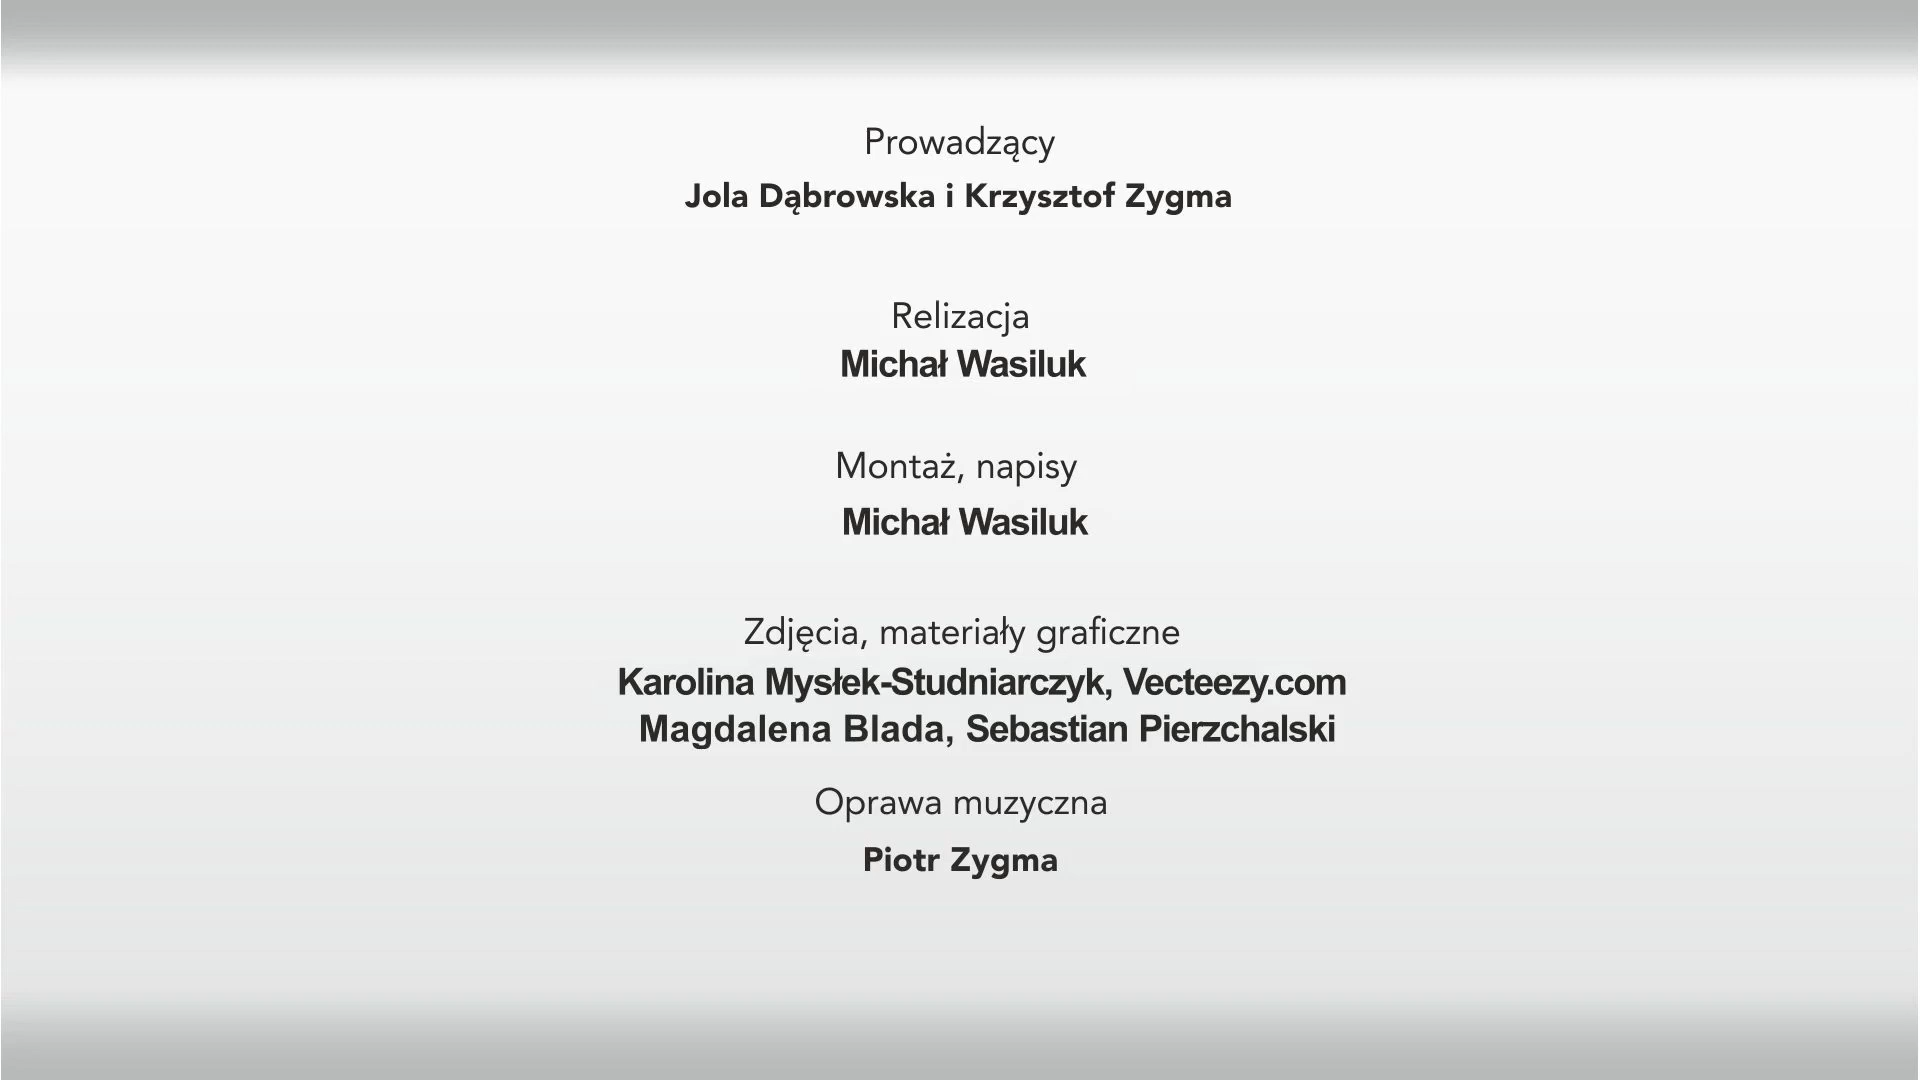 Prowadzący
Jola Dąbrowska i Krzysztof Zygma
Relizacja
Michał Wasiluk
Montaż, napisy
Michał Wasiluk
Zdjęcia, materiały graficzne
Karolina Mysłek-Studniarczyk, Vecteezy.com
Magdalena Blada, Sebastian Pierzchalski
Oprawa muzyczna
Piotr Zygma